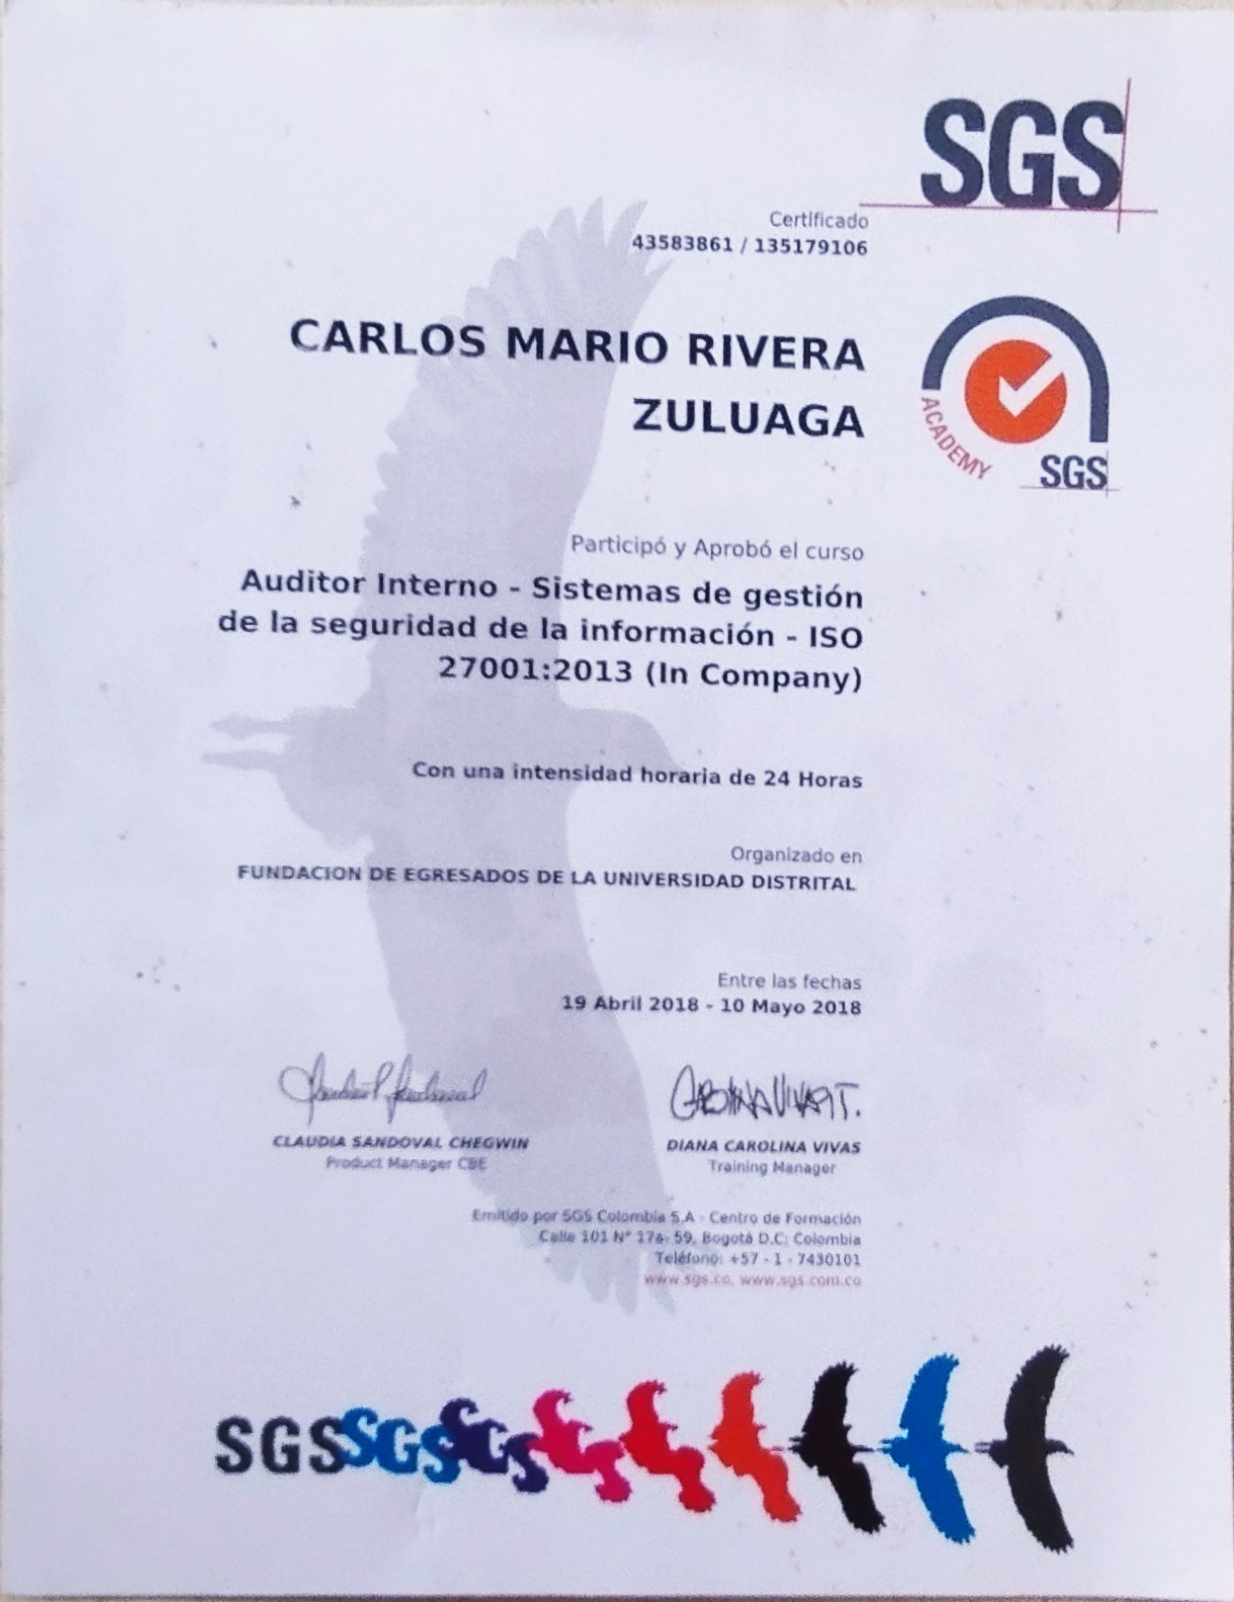 SGS
Certificado
43583861 / 135179106
CARLOS MARIO RIVERA
ZULUAGA
ACADEMY
SGS
Participó y Aprobó el curso
Auditor Interno - Sistemas de gestión
de la seguridad de la información - ISO
27001:2013 (In Company)
Con una intensidad horaria de 24 Horas
Organizado en
FUNDACION DE EGRESADOS DE LA UNIVERSIDAD DISTRITAL
Entre las fechas
19 Abril 2018 - 10 Mayo 2018
CLAUDIA SANDOVAL CHEGWIN
Product Manager CBE
DIANA CAROLINA VIVAS
Training Manager
Emitido por SGS Colombia S.A - Centro de Formación
Calle 101 N° 17a- 59, Bogotá D.C; Colombia
Teléfono: +57 - 1 - 7430101
www.sgs.co, www.sgs.com.co
SGSSGSSGS